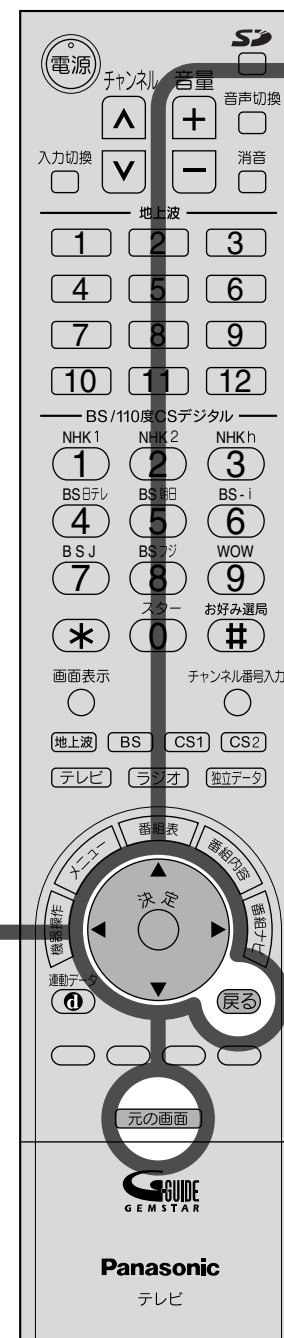 電源
SD
チャンネル 音量
音声切換
入力切換
消音
地上波
1 2 3
4 5 6
7 8 9
10 11 12
BS/110度CSデジタル
NHK1 NHK2 NHKh
1 2 3
BS日テレ BS朝日 BS-i
4 5 6
BSJ BSフジ WOW
7 8 9
スター お好み選局
* 0 #
画面表示 チャンネル番号入力
地上波 BS CS1 CS2
テレビ ラジオ 独立データ
機器操作 メニュー 番組表 番組内容 番組ナビ
決定
連動データ
d
戻る
元の画面
G-GUIDE
GEMSTAR
Panasonic
テレビ